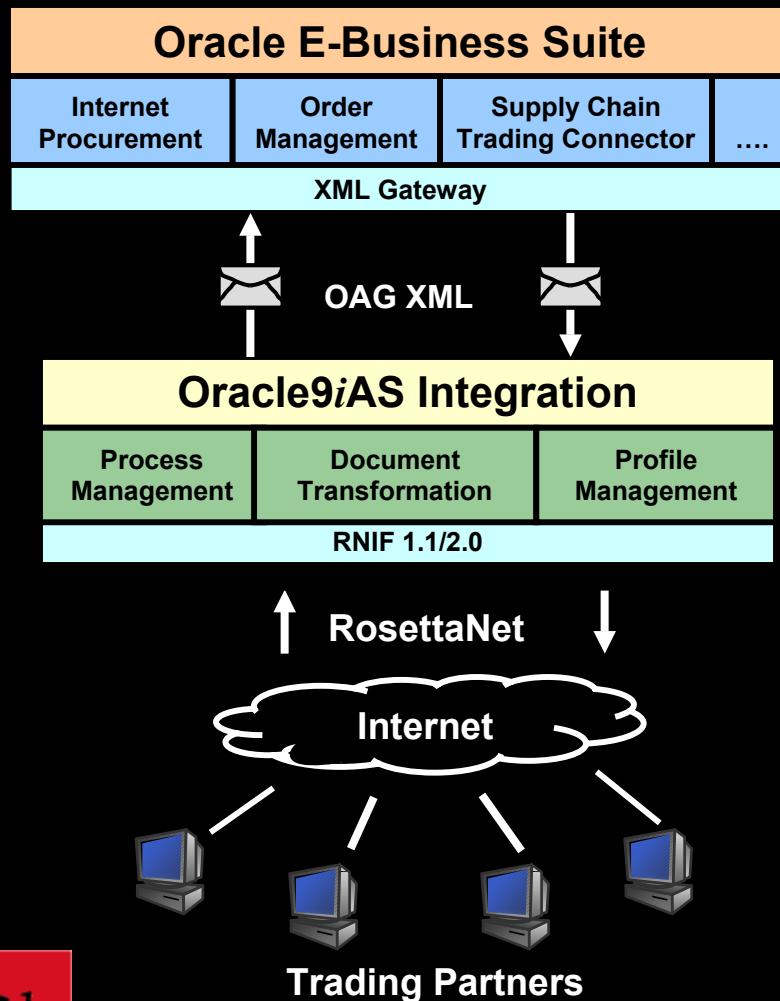 Oracle E-Business Suite
Internet
Procurement
Order
Management
Supply Chain
Trading Connector
....
XML Gateway
OAG XML
Oracle9iAS Integration
Process
Management
Document
Transformation
Profile
Management
RNIF 1.1/2.0
RosettaNet
Internet
Trading Partners